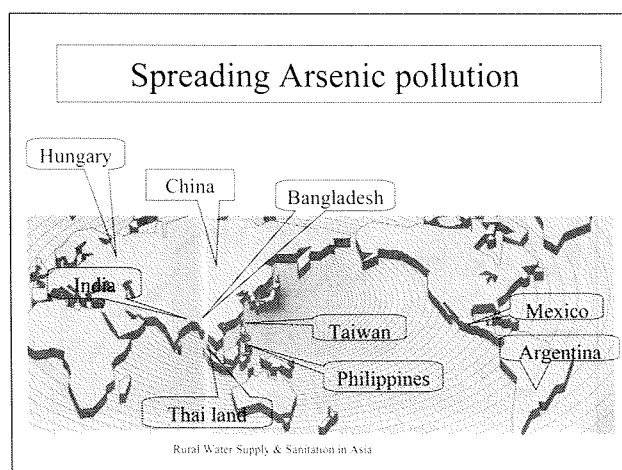 Spreading Arsenic pollution
Hungary
China
Bangladesh
India
Taiwan
Mexico
Argentina
Philippines
Thai land
Rural Water Supply & Sanitation in Asia